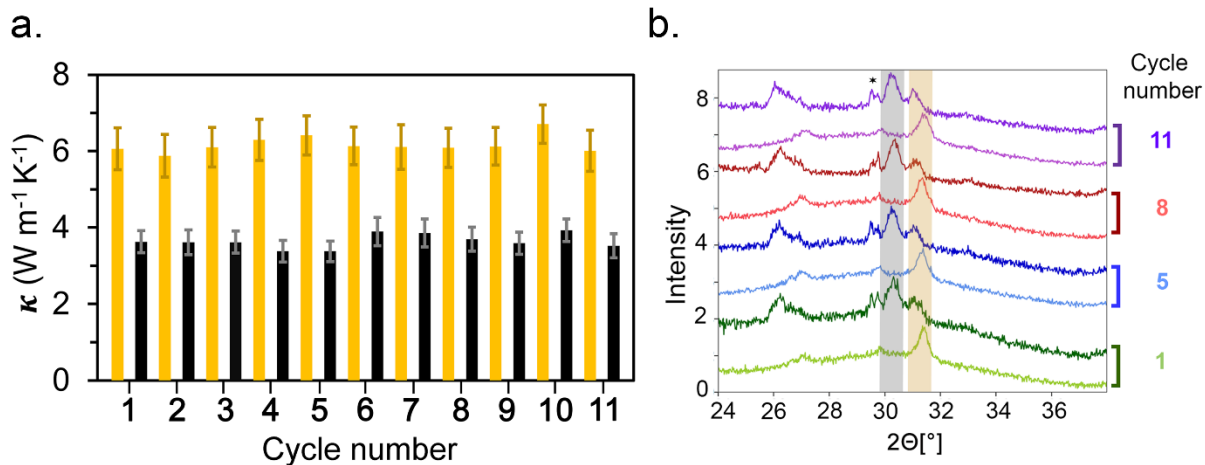 a.
κ (W m⁻¹ K⁻¹)
8
6
4
2
0
1 2 3 4 5 6 7 8 9 10 11
Cycle number
b.
Cycle
number
Intensity
8
6
4
2
0
*
11
8
5
1
24 26 28 30 32 34 36
2Θ[°]